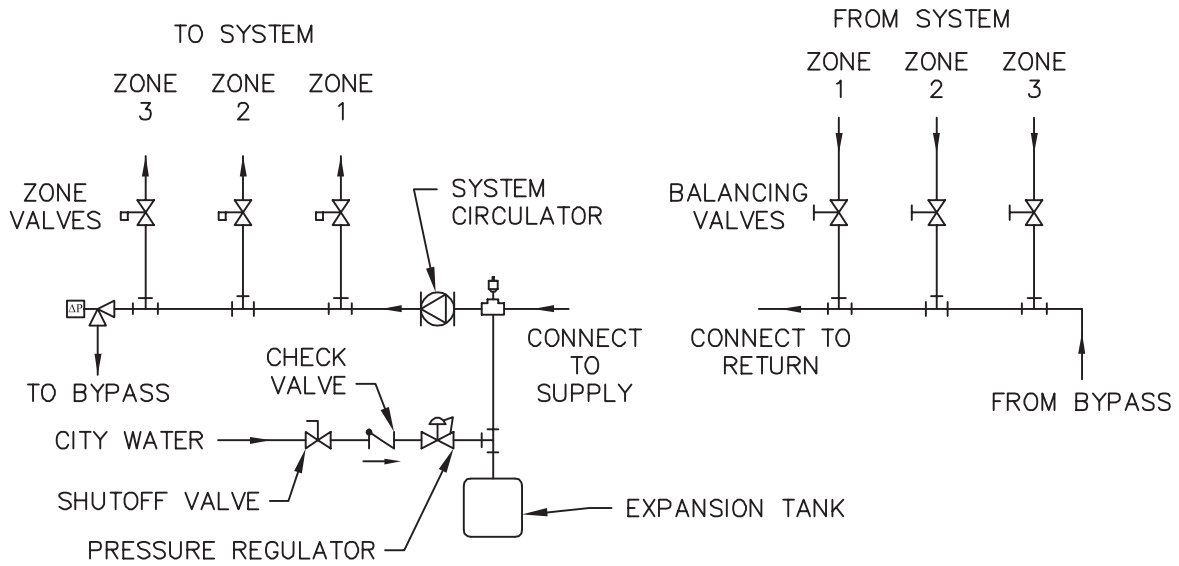 TO SYSTEM
ZONE
3
ZONE
2
ZONE
1
ZONE
VALVES
SYSTEM
CIRCULATOR
ΔP
TO BYPASS
CONNECT
TO
SUPPLY
CHECK
VALVE
CITY WATER
SHUTOFF VALVE
PRESSURE REGULATOR
EXPANSION TANK
FROM SYSTEM
ZONE
1
ZONE
2
ZONE
3
BALANCING
VALVES
CONNECT TO
RETURN
FROM BYPASS